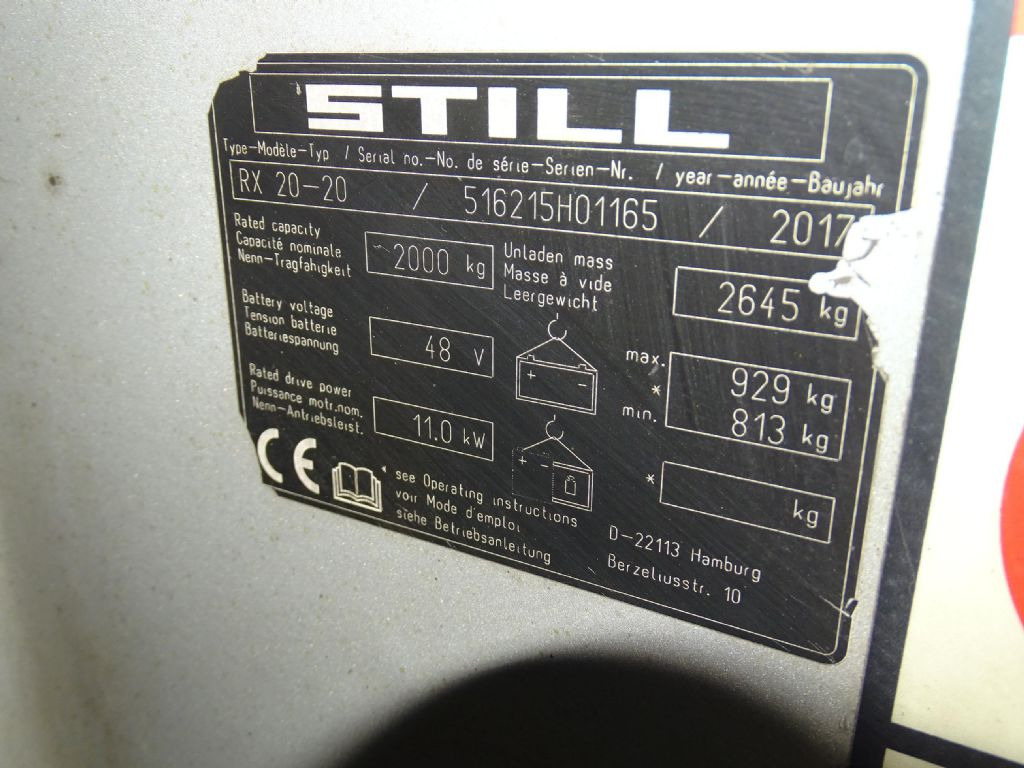 STILL
Type-Modèle-Typ / Serial no.-No. de série-Serien-Nr. / year-année-Baujahr
RX 20-20 / 516215H01165 / 2017
Rated capacity
Capacité nominale
Nenn-Tragfähigkeit
2000 kg
Unladen mass
Masse à vide
Leergewicht
2645 kg
Battery voltage
Tension batterie
Batteriespannung
48 V
+ -
max. 929 kg
*
min. 813 kg
Rated drive power
Puissance motr.nom.
Nenn-Antriebsleist.
11.0 kW
+ -
* kg
CE
see Operating instructions
voir Mode d'emploi
siehe Betriebsanleitung
D-22113 Hamburg
Berzeliusstr. 10